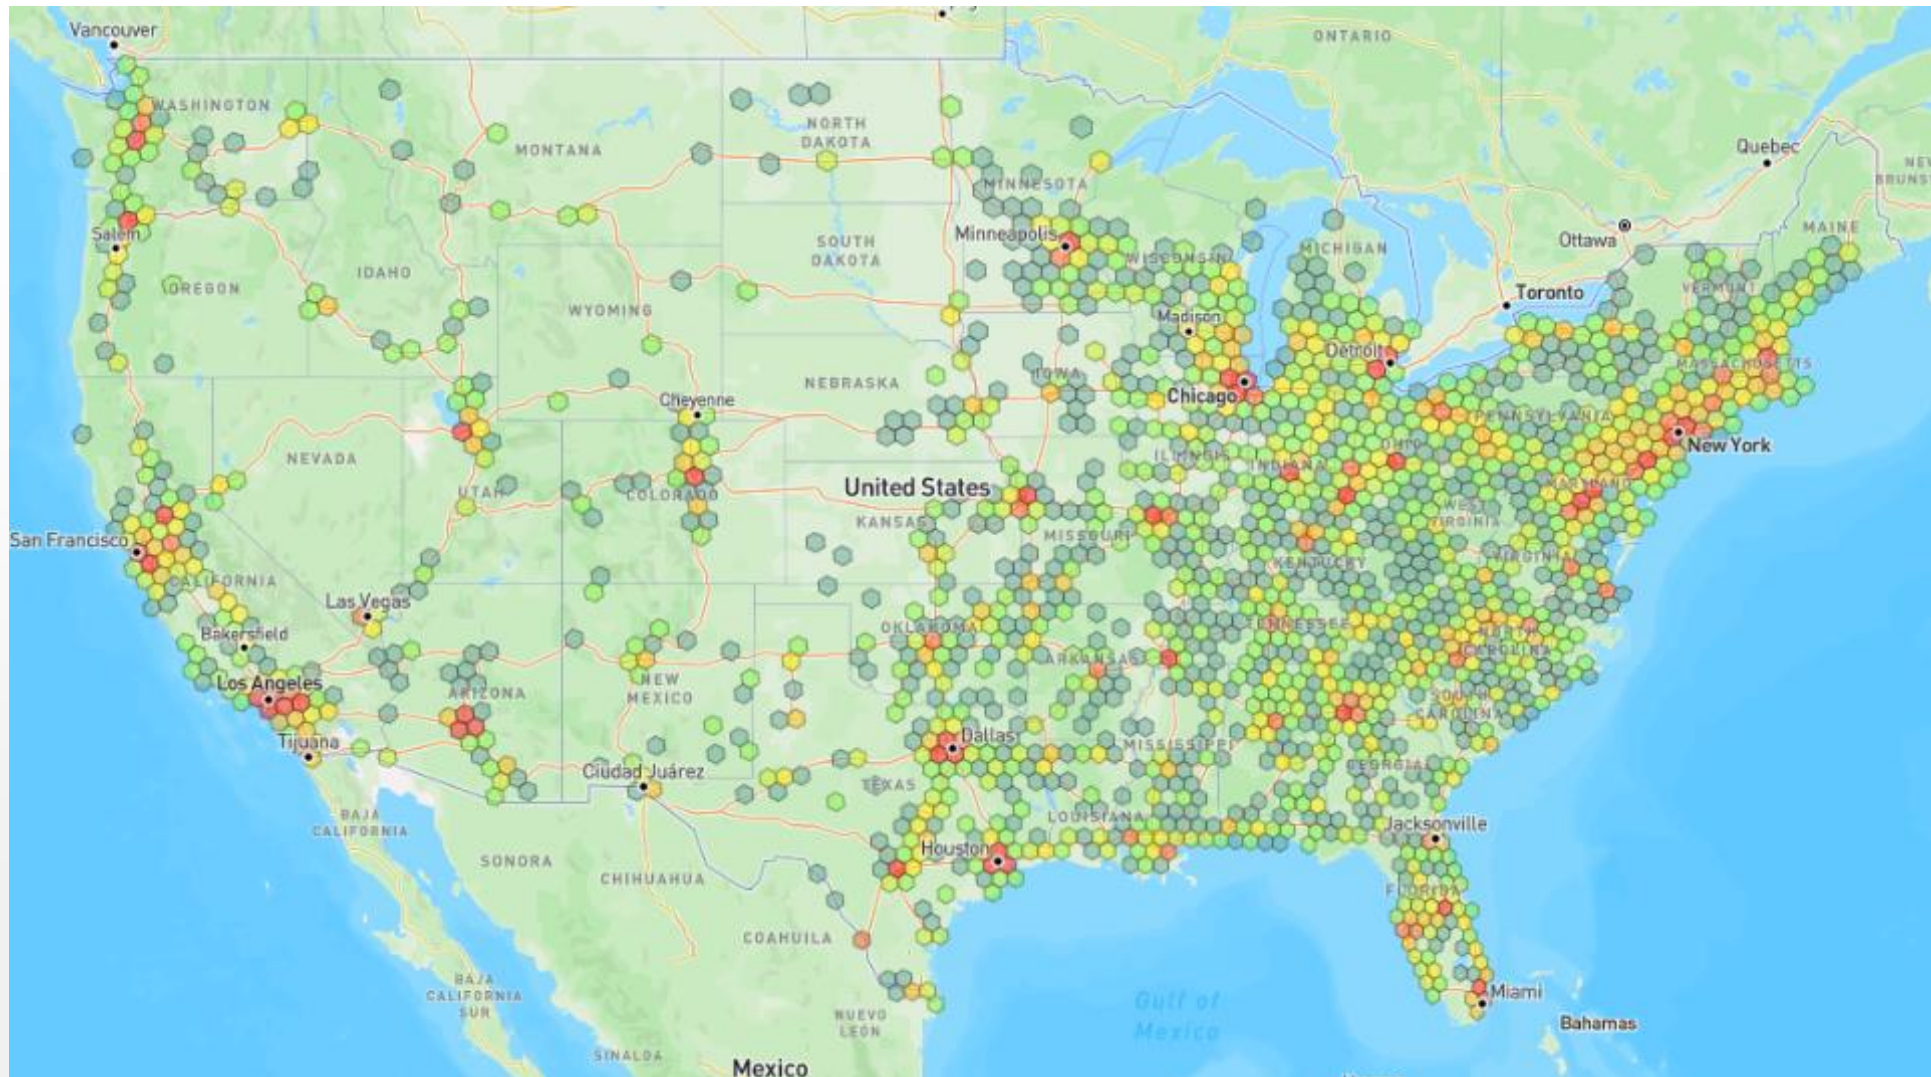 Vancouver
ONTARIO
WASHINGTON
NORTH
DAKOTA
MONTANA
Quebec
NEW
BRUNS
MINNESOTA
MAINE
Salem
Minneapolis
Ottawa
SOUTH
DAKOTA
WISCONSIN
MICHIGAN
IDAHO
OREGON
VERMONT
Toronto
WYOMING
Madison
Detroit
MASSACHUSETTS
IOWA
NEBRASKA
Chicago
Cheyenne
PENNSYLVANIA
New York
OHIO
NEVADA
ILLINOIS
INDIANA
United States
UTAH
COLORADO
MARYLAND
WEST
VIRGINIA
KANSAS
MISSOURI
San Francisco
VIRGINIA
KENTUCKY
CALIFORNIA
Las Vegas
OKLAHOMA
TENNESSEE
Bakersfield
NORTH
CAROLINA
ARKANSAS
Los Angeles
ARIZONA
NEW
MEXICO
SOUTH
CAROLINA
Tijuana
Dallas
MISSISSIPPI
Ciudad Juárez
GEORGIA
TEXAS
BAJA
CALIFORNIA
LOUISIANA
Jacksonville
Houston
SONORA
CHIHUAHUA
FLORIDA
COAHUILA
BAJA
CALIFORNIA
SUR
Miami
Gulf of
Mexico
NUEVO
LEON
Bahamas
SINALOA
Mexico